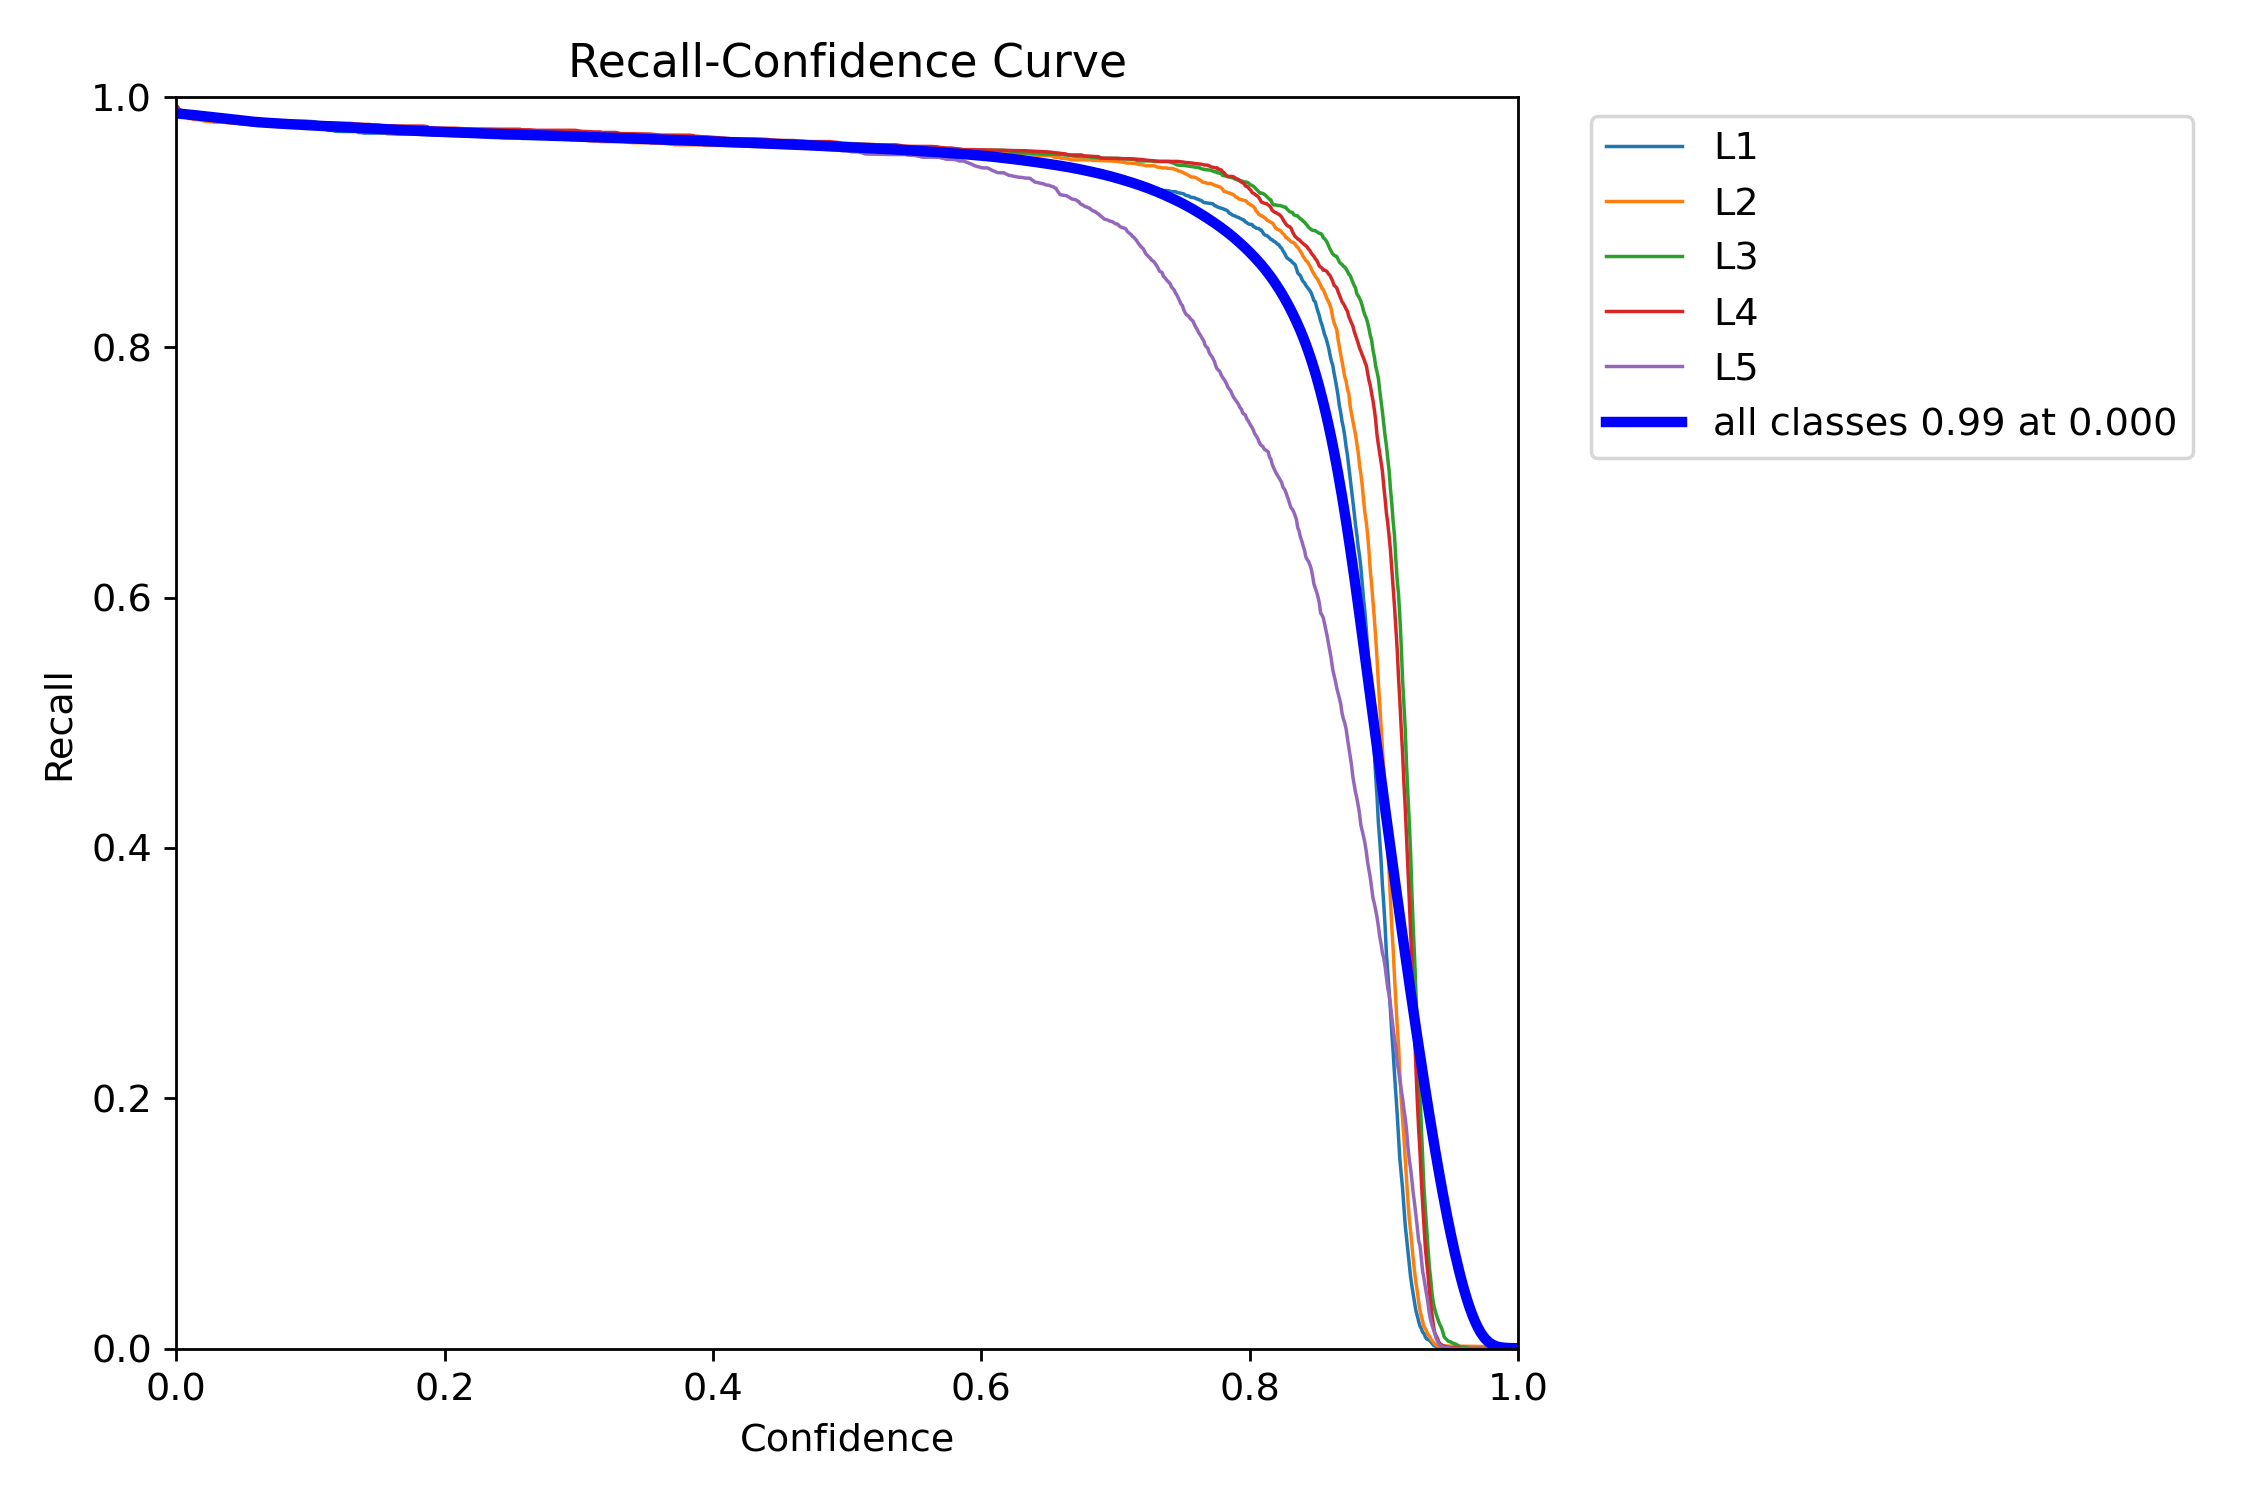 Recall-Confidence Curve
1.0
0.8
0.6
0.4
0.2
0.0
Recall
0.0 0.2 0.4 0.6 0.8 1.0
Confidence
L1
L2
L3
L4
L5
all classes 0.99 at 0.000